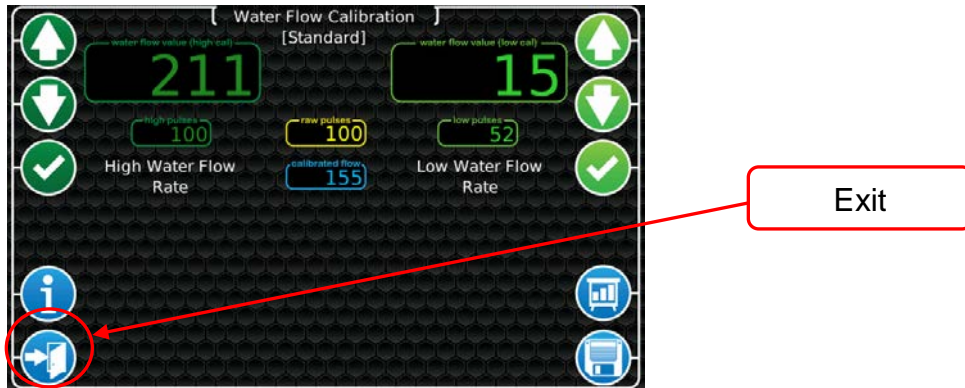 [ Water Flow Calibration ]
[Standard]
water flow value (high cal)
211
water flow value (low cal)
15
high pulses
100
raw pulses
100
low pulses
52
High Water Flow
Rate
calibrated flow
155
Low Water Flow
Rate
Exit